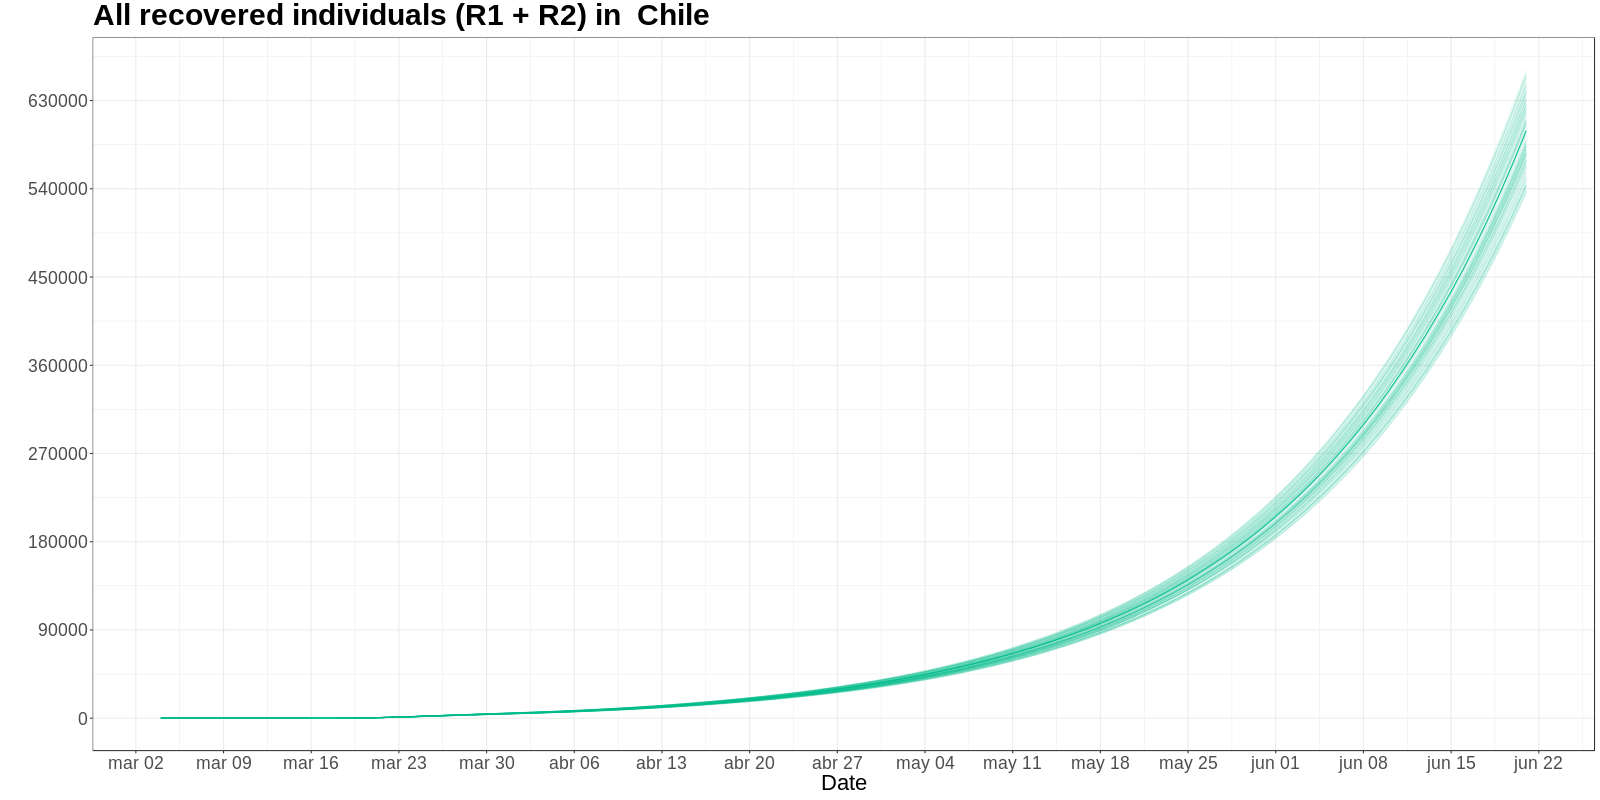 All recovered individuals (R1 + R2) in  Chile
630000
540000
450000
360000
270000
180000
90000
0
mar 02 mar 09 mar 16 mar 23 mar 30 abr 06 abr 13 abr 20 abr 27 may 04 may 11 may 18 may 25 jun 01 jun 08 jun 15 jun 22
Date